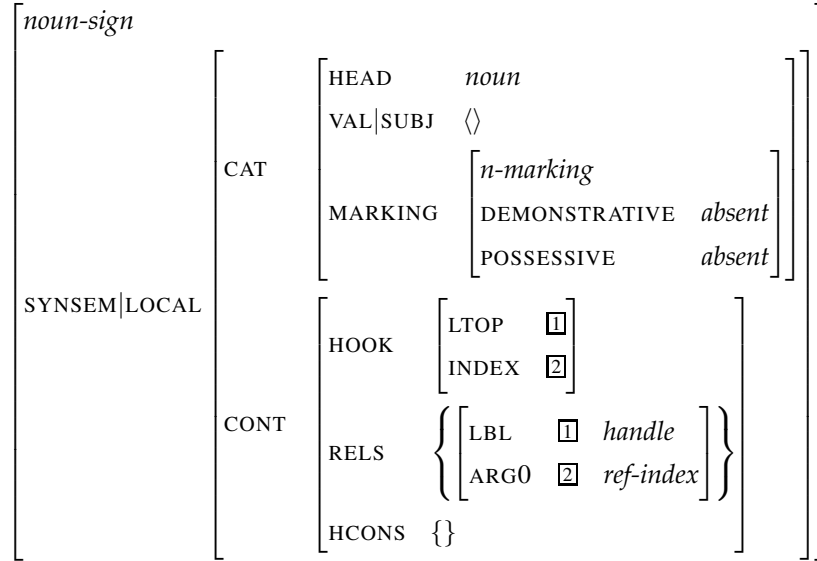 noun-sign
SYNSEM|LOCAL
CAT
HEAD noun
VAL|SUBJ ⟨⟩
MARKING
n-marking
DEMONSTRATIVE absent
POSSESSIVE absent
CONT
HOOK
LTOP 1
INDEX 2
RELS
LBL 1 handle
ARG0 2 ref-index
HCONS {}